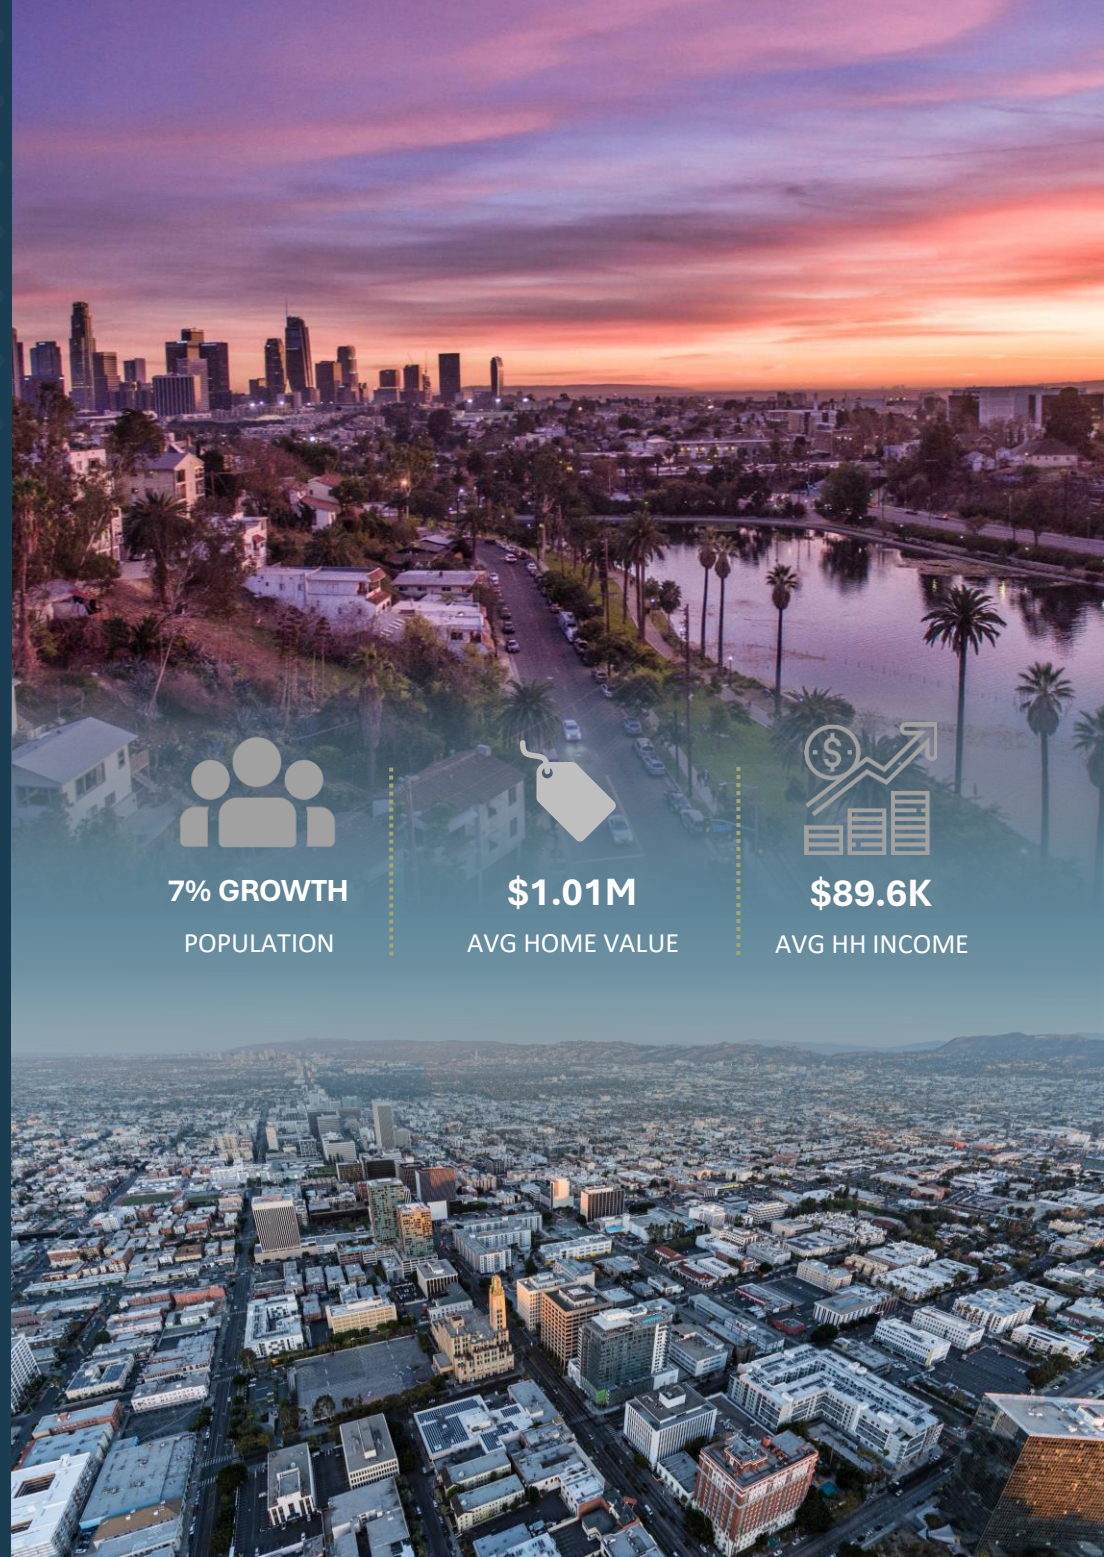 7% GROWTH
POPULATION
$1.01M
AVG HOME VALUE
$89.6K
AVG HH INCOME